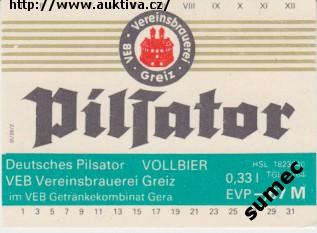 http://www.auktiva.cz/
VIII IX X XI XII
VEB Vereinsbrauerei Greiz
Pilsator
Deutsches Pilsator VOLLBIER
VEB Vereinsbrauerei Greiz
im VEB Getränkekombinat Gera
0,33 l
HSL
TGL
EVP
M
1 3 5 7 9 11 13 15 17 19 21 23 25 27 29 31
sumec